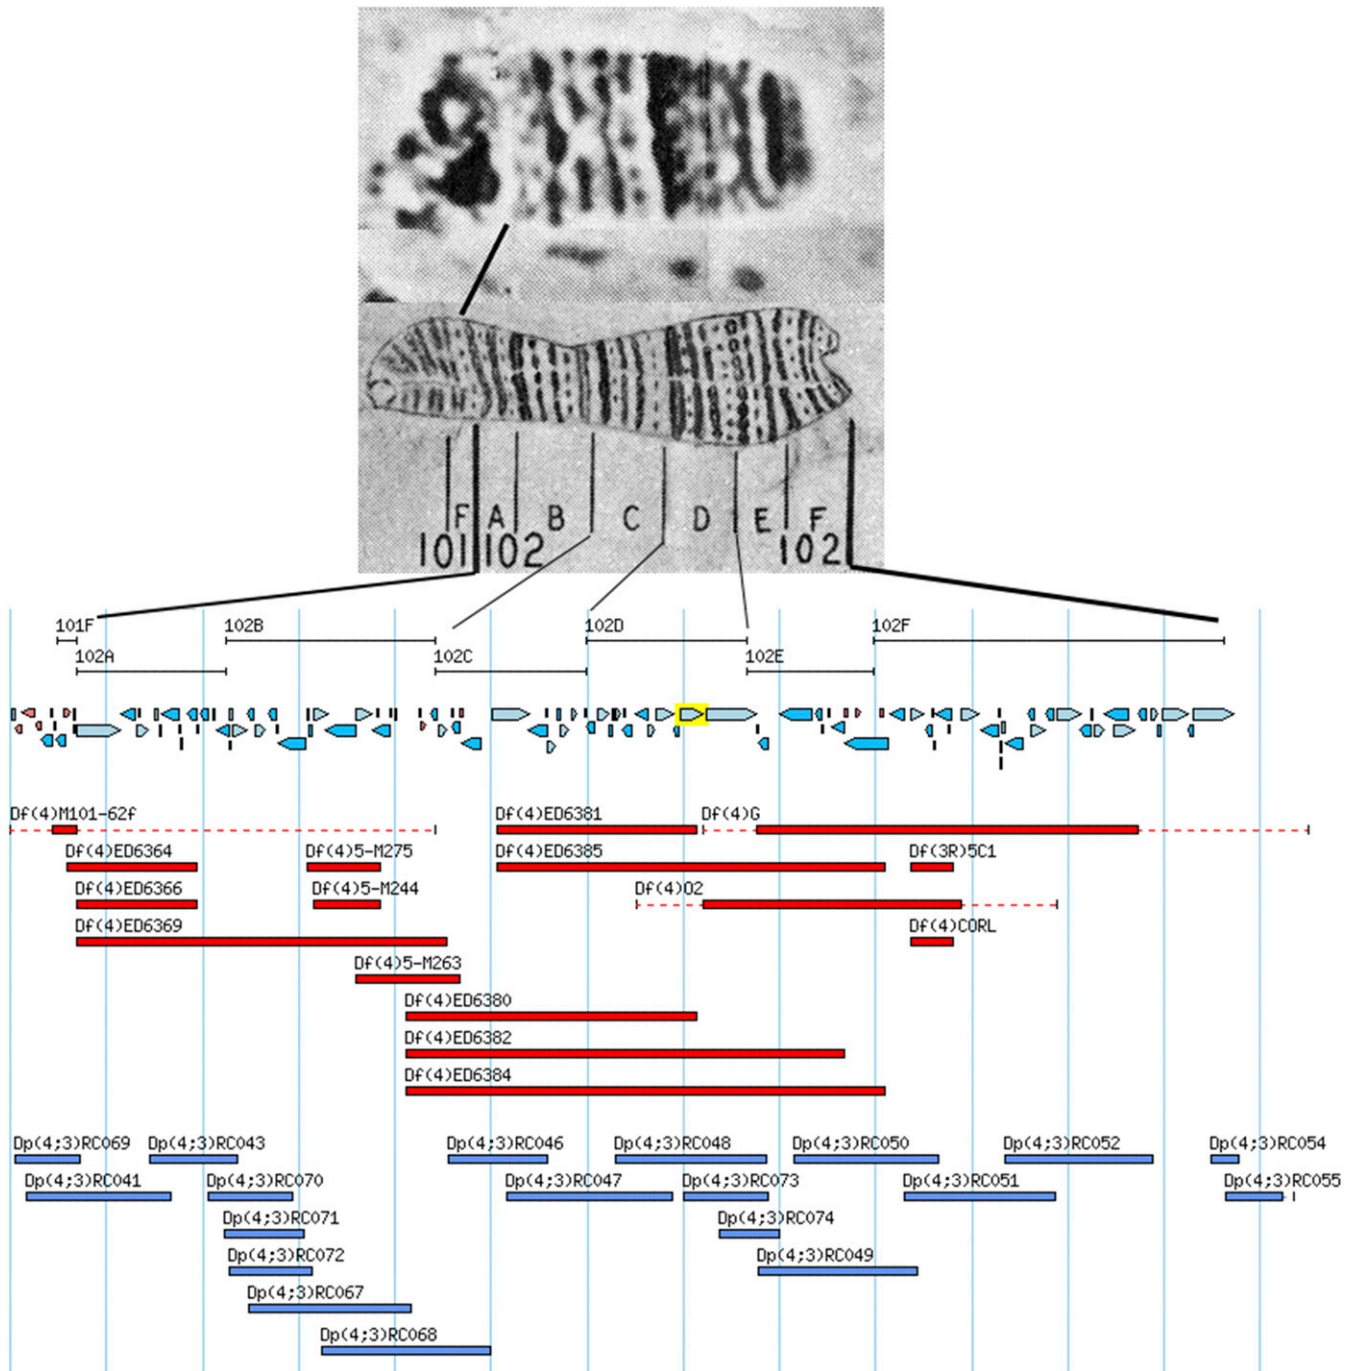 F A B C D E F
101 102 102
101F 102B 102D 102F
102A 102C 102E
Df(4)M101-62f Df(4)ED6381 Df(4)G
Df(4)ED6364 Df(4)5-M275 Df(4)ED6385 Df(3R)5C1
Df(4)ED6366 Df(4)5-M244 Df(4)O2
Df(4)ED6369 Df(4)CORL
Df(4)5-M263
Df(4)ED6380
Df(4)ED6382
Df(4)ED6384
Dp(4;3)RC069 Dp(4;3)RC043 Dp(4;3)RC046 Dp(4;3)RC048 Dp(4;3)RC050 Dp(4;3)RC052 Dp(4;3)RC054
Dp(4;3)RC041 Dp(4;3)RC070 Dp(4;3)RC047 Dp(4;3)RC073 Dp(4;3)RC051 Dp(4;3)RC055
Dp(4;3)RC071 Dp(4;3)RC074
Dp(4;3)RC072 Dp(4;3)RC049
Dp(4;3)RC067
Dp(4;3)RC068